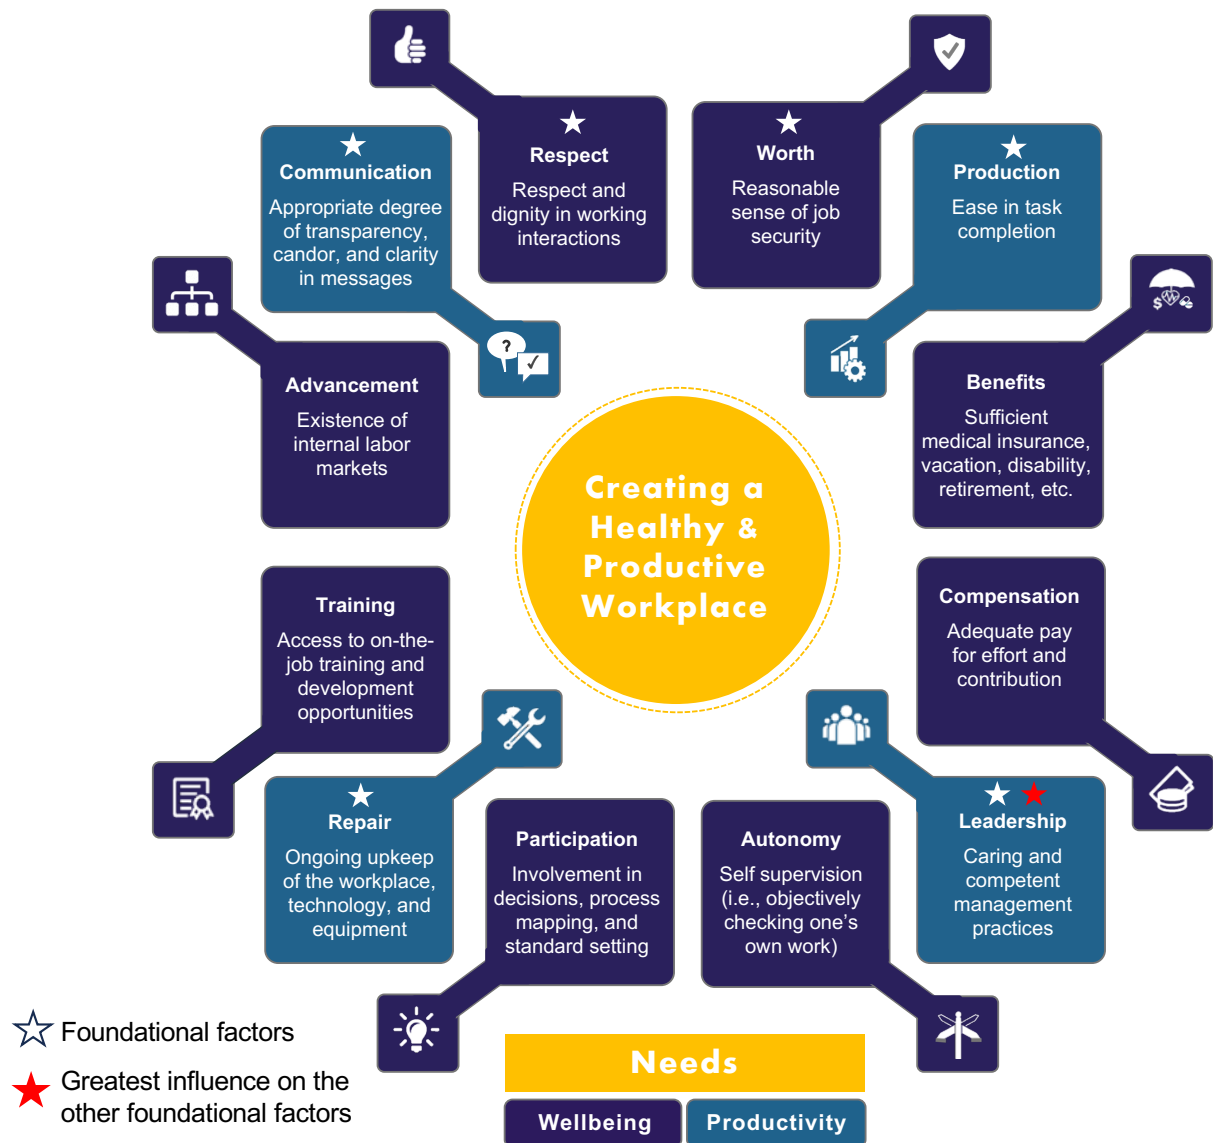 Respect
Respect and
dignity in working
interactions
Worth
Reasonable
sense of job
security
Communication
Appropriate degree
of transparency,
candor, and clarity
in messages
Production
Ease in task
completion
?
✓
$
Advancement
Existence of
internal labor
markets
Benefits
Sufficient
medical insurance,
vacation, disability,
retirement, etc.
Creating a
Healthy &
Productive
Workplace
Training
Access to on-the-
job training and
development
opportunities
Compensation
Adequate pay
for effort and
contribution
Repair
Ongoing upkeep
of the workplace,
technology, and
equipment
Participation
Involvement in
decisions, process
mapping, and
standard setting
Autonomy
Self supervision
(i.e., objectively
checking one’s
own work)
Leadership
Caring and
competent
management
practices
Foundational factors
Greatest influence on the
other foundational factors
Needs
Wellbeing
Productivity